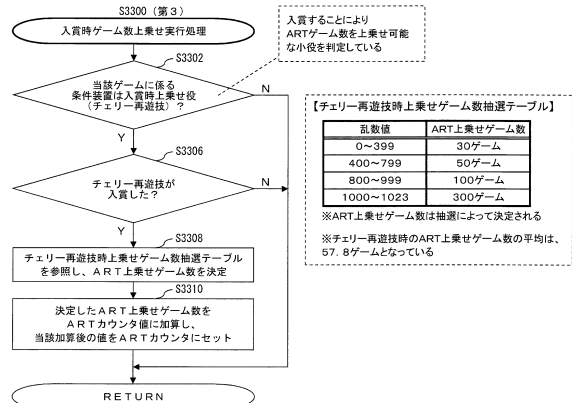 S3300(第3)
入賞時ゲーム数上乗せ実行処理
入賞することにより
ARTゲーム数を上乗せ可能
な小役を判定している
S3302
当該ゲームに係る
条件装置は入賞時上乗せ役
(チェリー再遊技)?
N
Y
S3306
チェリー再遊技が
入賞した?
N
Y
S3308
チェリー再遊技時上乗せゲーム数抽選テーブル
を参照し、ART上乗せゲーム数を決定
S3310
決定したART上乗せゲーム数を
ARTカウンタ値に加算し、
当該加算後の値をARTカウンタにセット
RETURN
【チェリー再遊技時上乗せゲーム数抽選テーブル】
乱数値 ART上乗せゲーム数
0~399 30ゲーム
400~799 50ゲーム
800~999 100ゲーム
1000~1023 300ゲーム
※ART上乗せゲーム数は抽選によって決定される
※チェリー再遊技時のART上乗せゲーム数の平均は、
57.8ゲームとなっている